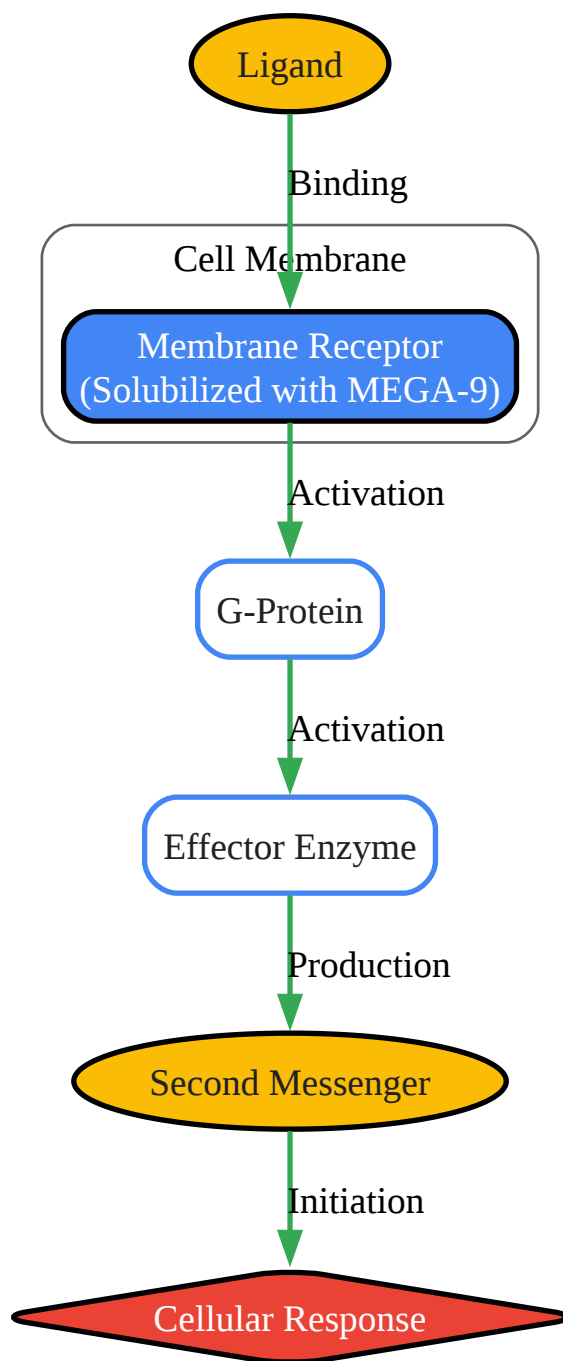 Ligand
Binding
Cell Membrane
Membrane Receptor
(Solubilized with MEGA-9)
Activation
G-Protein
Activation
Effector Enzyme
Production
Second Messenger
Initiation
Cellular Response